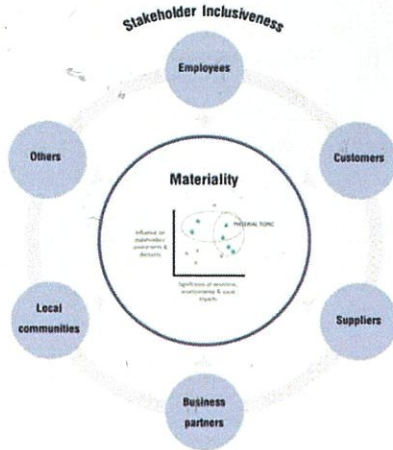 Stakeholder Inclusiveness
Employees
Others
Customers
Materiality
MATERIAL TOPIC
Influence on
stakeholders
assessments &
decisions
Significance of economic,
environmental & social
impacts
Local
communities
Suppliers
Business
partners